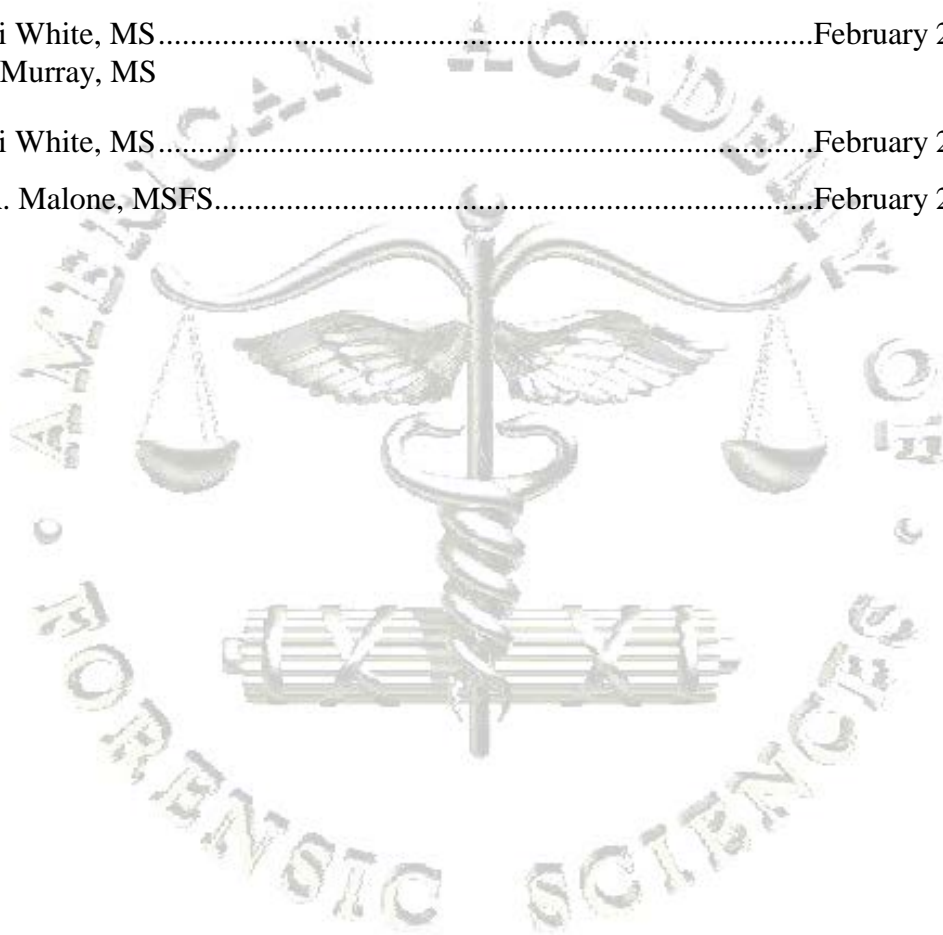 i White, MS....................................................................................February 2
Murray, MS
i White, MS....................................................................................February 2
. Malone, MSFS............................................................................February 2
AMERICAN ACADEMY OF
FORENSIC SCIENCES